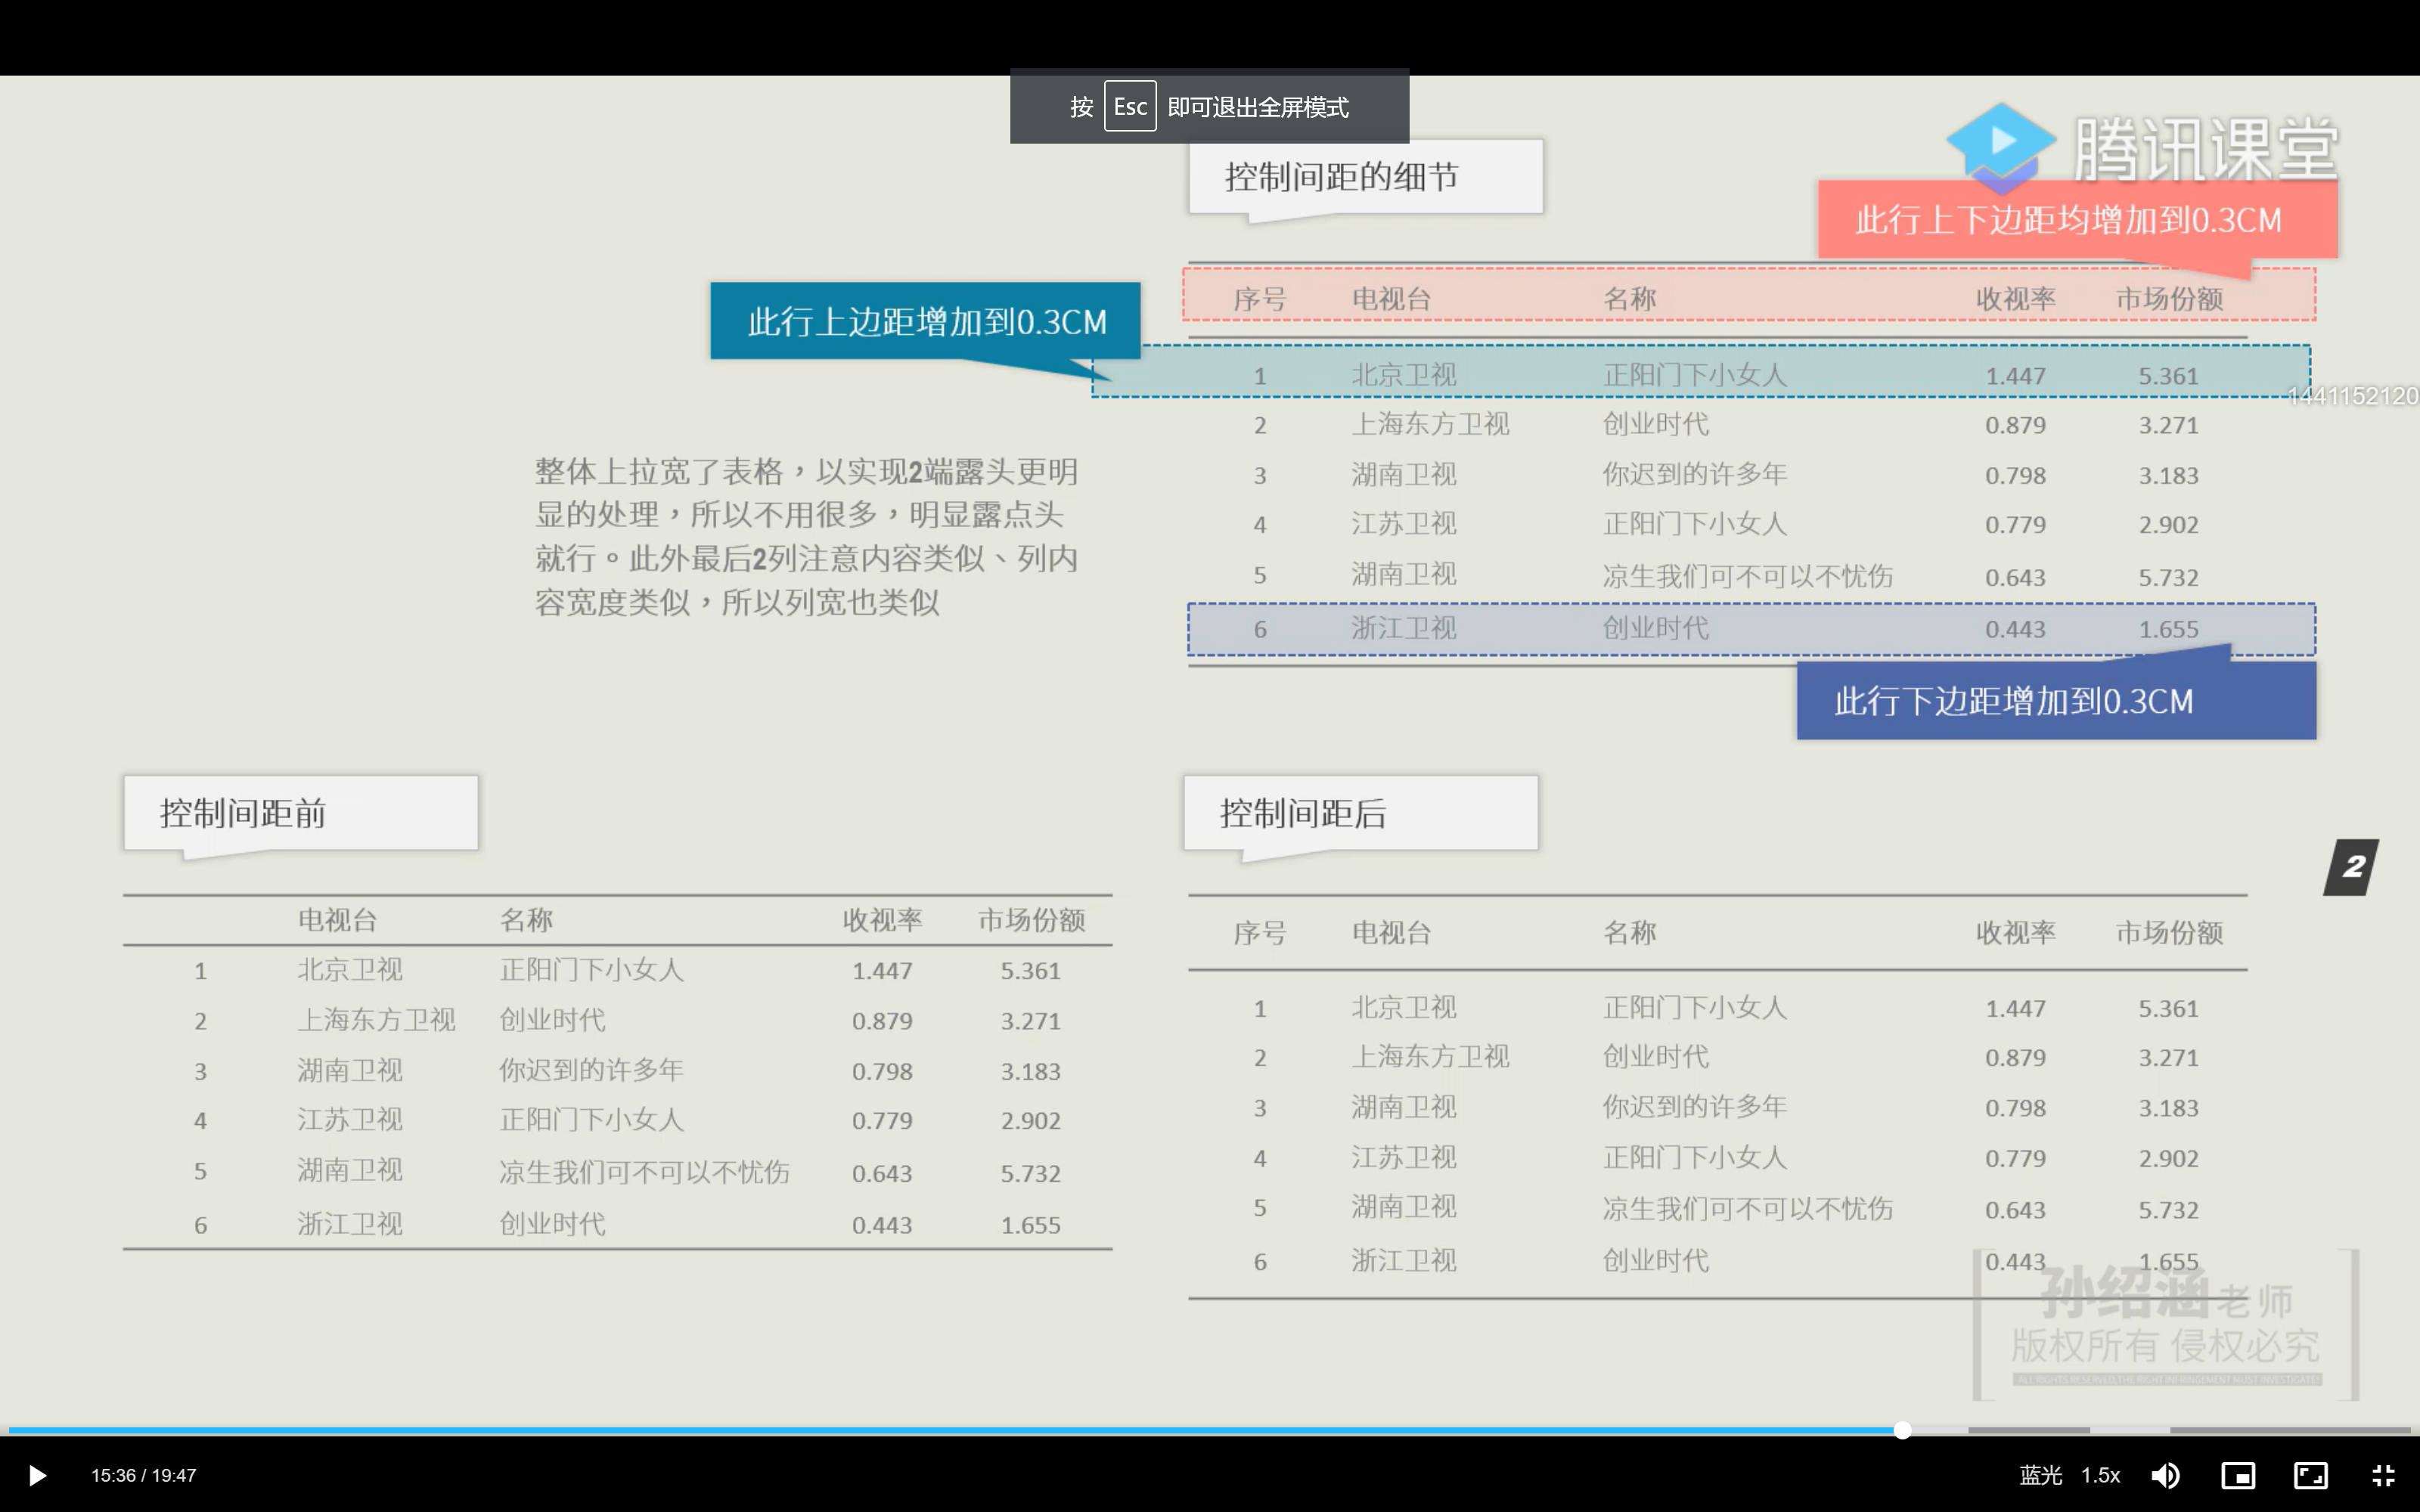 按 Esc 即可退出全屏模式
腾讯课堂
控制间距的细节
此行上下边距均增加到0.3CM
此行上边距增加到0.3CM
序号 电视台 名称 收视率 市场份额
1 北京卫视 正阳门下小女人 1.447 5.361
1441152120
2 上海东方卫视 创业时代 0.879 3.271
3 湖南卫视 你迟到的许多年 0.798 3.183
4 江苏卫视 正阳门下小女人 0.779 2.902
5 湖南卫视 凉生我们可不可以不忧伤 0.643 5.732
6 浙江卫视 创业时代 0.443 1.655
此行下边距增加到0.3CM
整体上拉宽了表格，以实现2端露头更明
显的处理，所以不用很多，明显露点头
就行。此外最后2列注意内容类似、列内
容宽度类似，所以列宽也类似
控制间距前
电视台 名称 收视率 市场份额
1 北京卫视 正阳门下小女人 1.447 5.361
2 上海东方卫视 创业时代 0.879 3.271
3 湖南卫视 你迟到的许多年 0.798 3.183
4 江苏卫视 正阳门下小女人 0.779 2.902
5 湖南卫视 凉生我们可不可以不忧伤 0.643 5.732
6 浙江卫视 创业时代 0.443 1.655
控制间距后
2
序号 电视台 名称 收视率 市场份额
1 北京卫视 正阳门下小女人 1.447 5.361
2 上海东方卫视 创业时代 0.879 3.271
3 湖南卫视 你迟到的许多年 0.798 3.183
4 江苏卫视 正阳门下小女人 0.779 2.902
5 湖南卫视 凉生我们可不可以不忧伤 0.643 5.732
6 浙江卫视 创业时代 0.443 1.655
孙绍涵老师
版权所有 侵权必究
ALL RIGHTS RESERVED,THE RIGHT INFRINGEMENT MUST INVESTIGATE
15:36 / 19:47
蓝光 1.5x